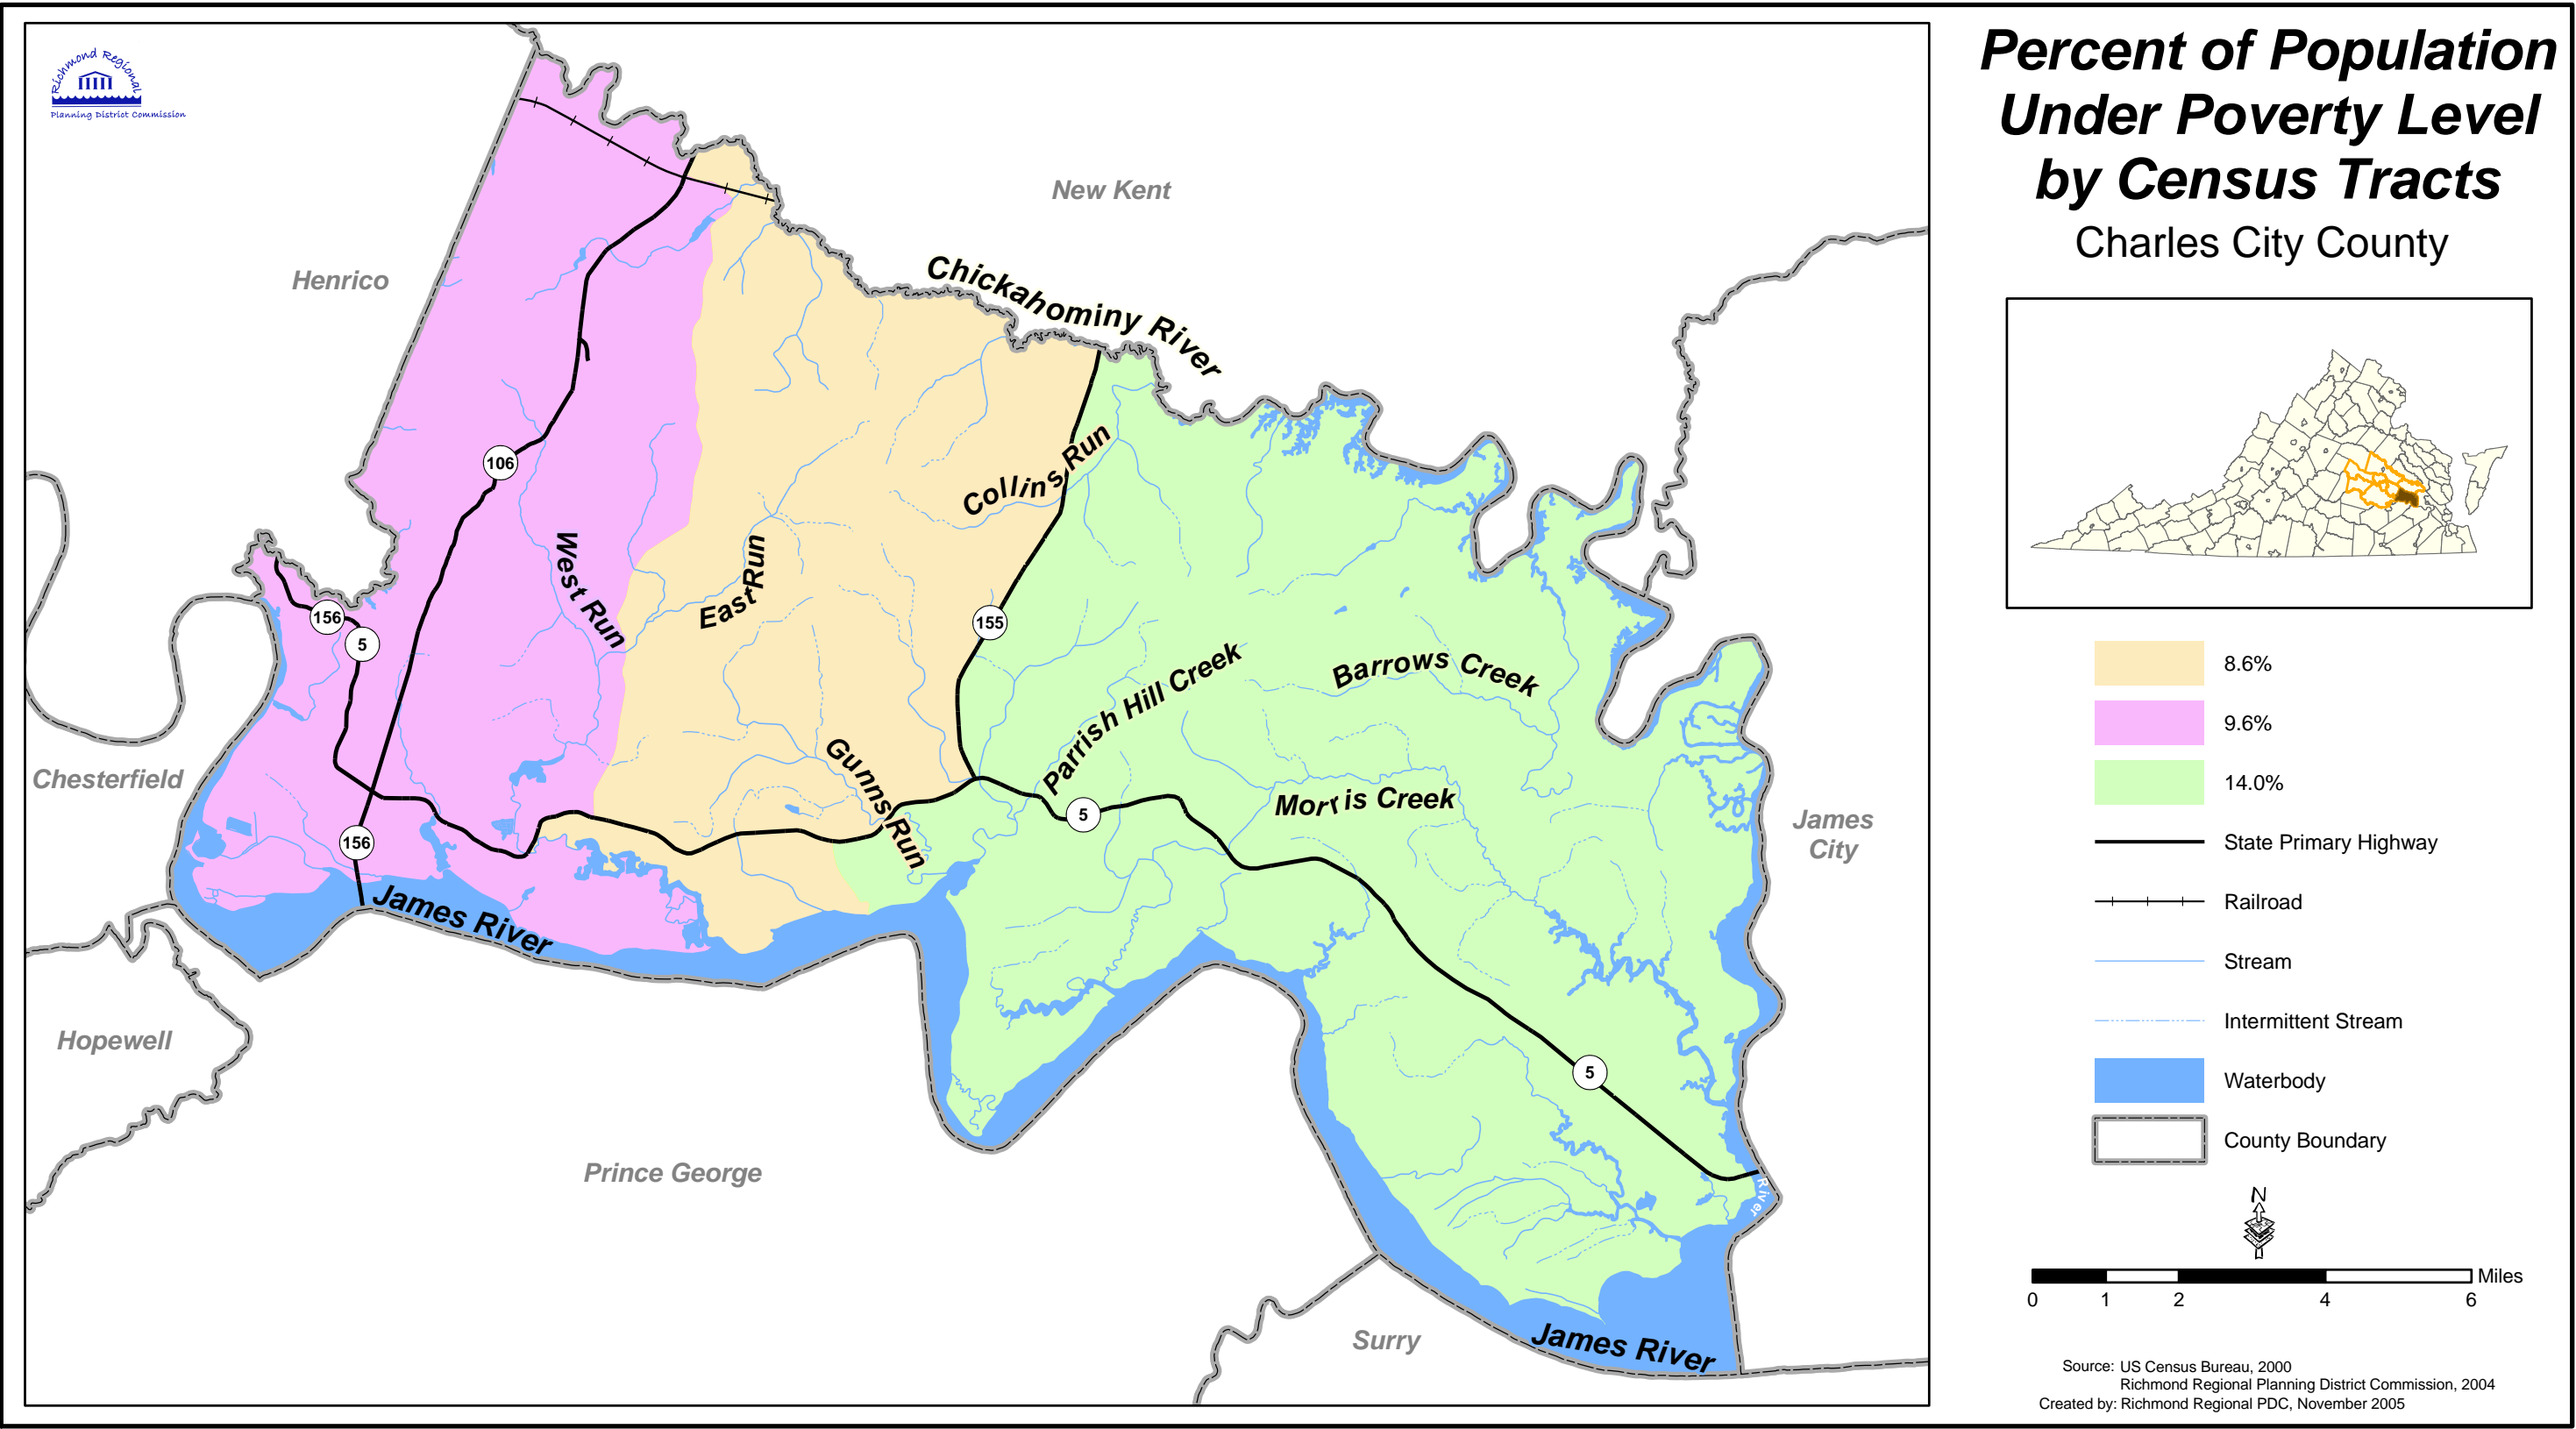 Richmond Regional
Planning District Commission
Percent of Population
Under Poverty Level
by Census Tracts
Charles City County
New Kent
Henrico
Chickahominy River
Collins Run
106
West Run
East Run
156
5
155
Parrish Hill Creek
Barrows Creek
Gunns Run
Morris Creek
5
Chesterfield
156
James River
James
City
Hopewell
5
Prince George
River
Surry
James River
8.6%
9.6%
14.0%
State Primary Highway
Railroad
Stream
Intermittent Stream
Waterbody
County Boundary
N
Miles
0 1 2 4 6
Source: US Census Bureau, 2000
Richmond Regional Planning District Commission, 2004
Created by: Richmond Regional PDC, November 2005